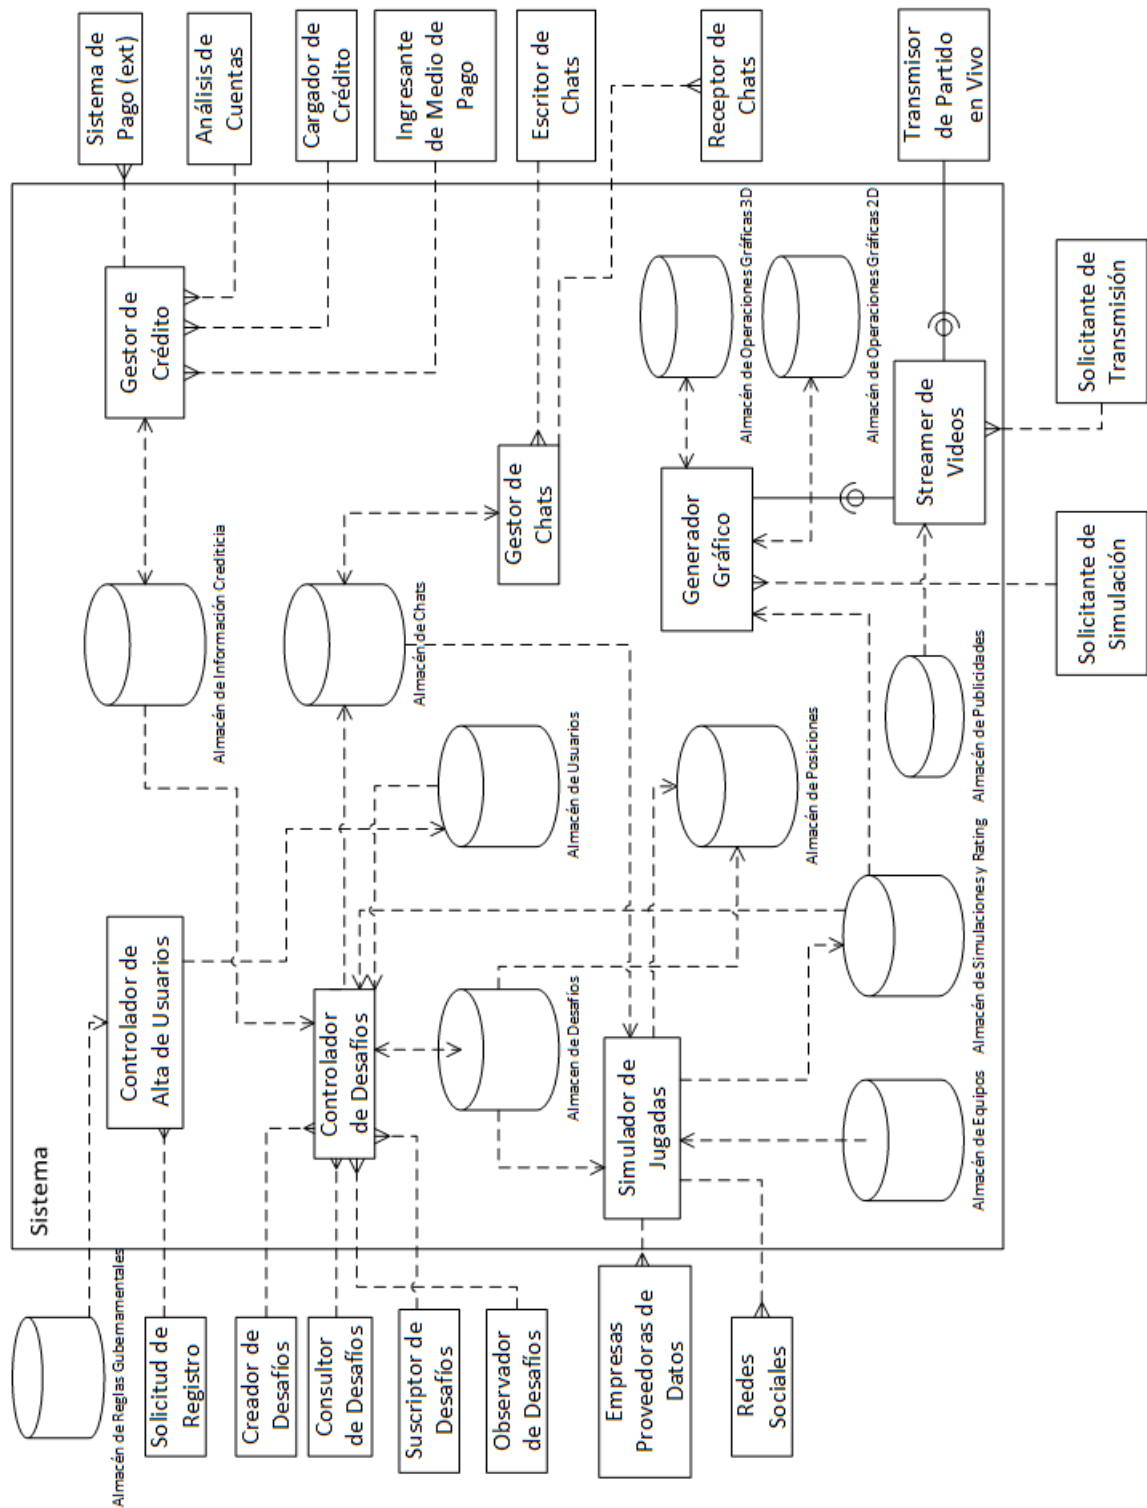 Sistema
Almacén de Reglas Gubernamentales
Solicitud de
Registro
Creador de
Desafíos
Consultor
de Desafíos
Suscriptor de
Desafíos
Observador
de Desafíos
Empresas
Proveedoras de
Datos
Redes
Sociales
Controlador de
Alta de Usuarios
Controlador
de Desafíos
Almacen de Desafíos
Simulador de
Jugadas
Almacén de Equipos
Almacén de Simulaciones y Rating
Almacén de Publicidades
Almacén de Usuarios
Almacén de Posiciones
Almacén de Información Crediticia
Almacén de Chats
Gestor de
Crédito
Gestor de
Chats
Generador
Gráfico
Almacén de Operaciones Gráficas 3D
Almacén de Operaciones Gráficas 2D
Streamer de
Videos
Sistema de
Pago (ext)
Análisis de
Cuentas
Cargador de
Crédito
Ingresante
de Medio de
Pago
Escritor de
Chats
Receptor de
Chats
Transmisor
de Partido
en Vivo
Solicitante de
Simulación
Solicitante de
Transmisión